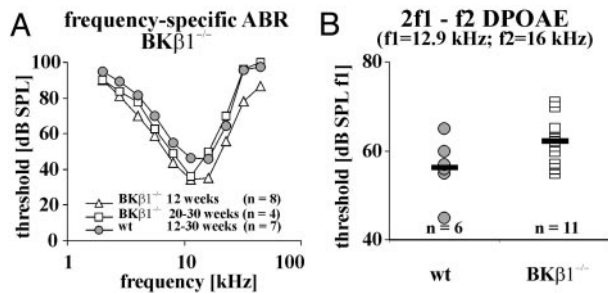 A
frequency-specific ABR
BKβ1⁻/⁻
threshold [dB SPL]
100
80
60
40
20
0
BKβ1⁻/⁻ 12 weeks (n = 8)
BKβ1⁻/⁻ 20-30 weeks (n = 4)
wt 12-30 weeks (n = 7)
1
10
100
frequency [kHz]
B
2f1 - f2 DPOAE
(f1=12.9 kHz; f2=16 kHz)
threshold [dB SPL f1]
80
60
40
n = 6
n = 11
wt
BKβ1⁻/⁻